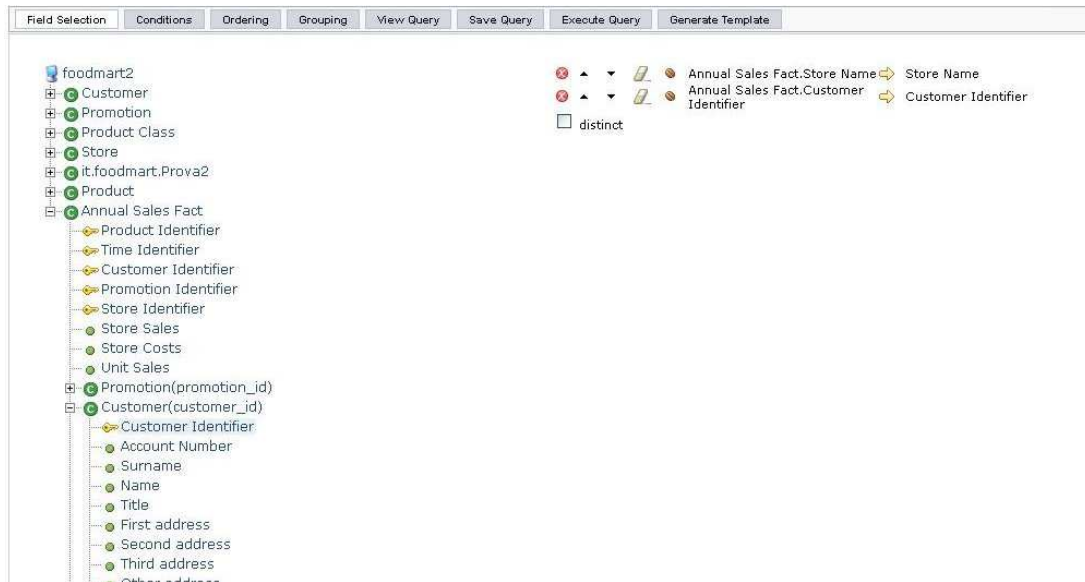 Field Selection Conditions Ordering Grouping View Query Save Query Execute Query Generate Template
foodmart2
Customer
Promotion
Product Class
Store
it.foodmart.Prova2
Product
Annual Sales Fact
Product Identifier
Time Identifier
Customer Identifier
Promotion Identifier
Store Identifier
Store Sales
Store Costs
Unit Sales
Promotion(promotion_id)
Customer(customer_id)
Customer Identifier
Account Number
Surname
Name
Title
First address
Second address
Third address
Other address
Annual Sales Fact.Store Name Store Name
Annual Sales Fact.Customer
Identifier
Customer Identifier
distinct